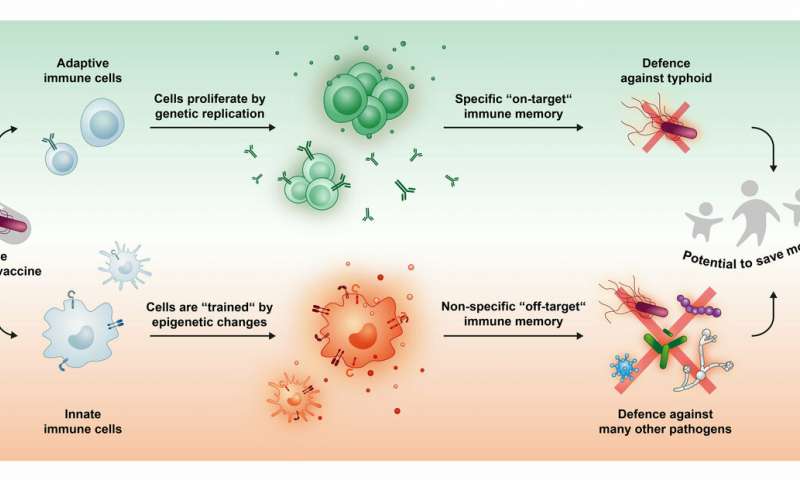 Adaptive
immune cells
Cells proliferate by
genetic replication
Specific “on-target“
immune memory
Defence
against typhoid
vaccine
Potential to save
Innate
immune cells
Cells are “trained“ by
epigenetic changes
Non-specific “off-target“
immune memory
Defence against
many other pathogens